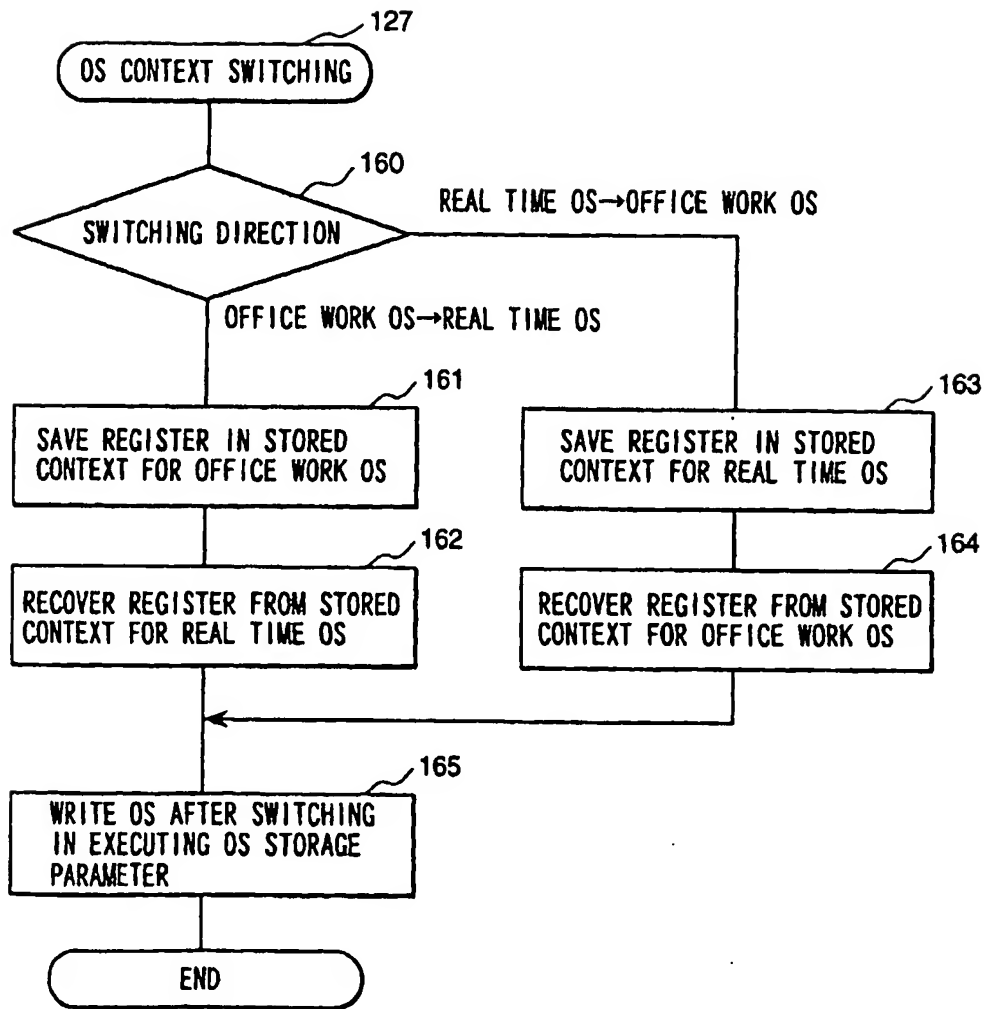 127
OS CONTEXT SWITCHING
160
SWITCHING DIRECTION
REAL TIME OS→OFFICE WORK OS
OFFICE WORK OS→REAL TIME OS
161
SAVE REGISTER IN STORED
CONTEXT FOR OFFICE WORK OS
163
SAVE REGISTER IN STORED
CONTEXT FOR REAL TIME OS
162
RECOVER REGISTER FROM STORED
CONTEXT FOR REAL TIME OS
164
RECOVER REGISTER FROM STORED
CONTEXT FOR OFFICE WORK OS
165
WRITE OS AFTER SWITCHING
IN EXECUTING OS STORAGE
PARAMETER
END